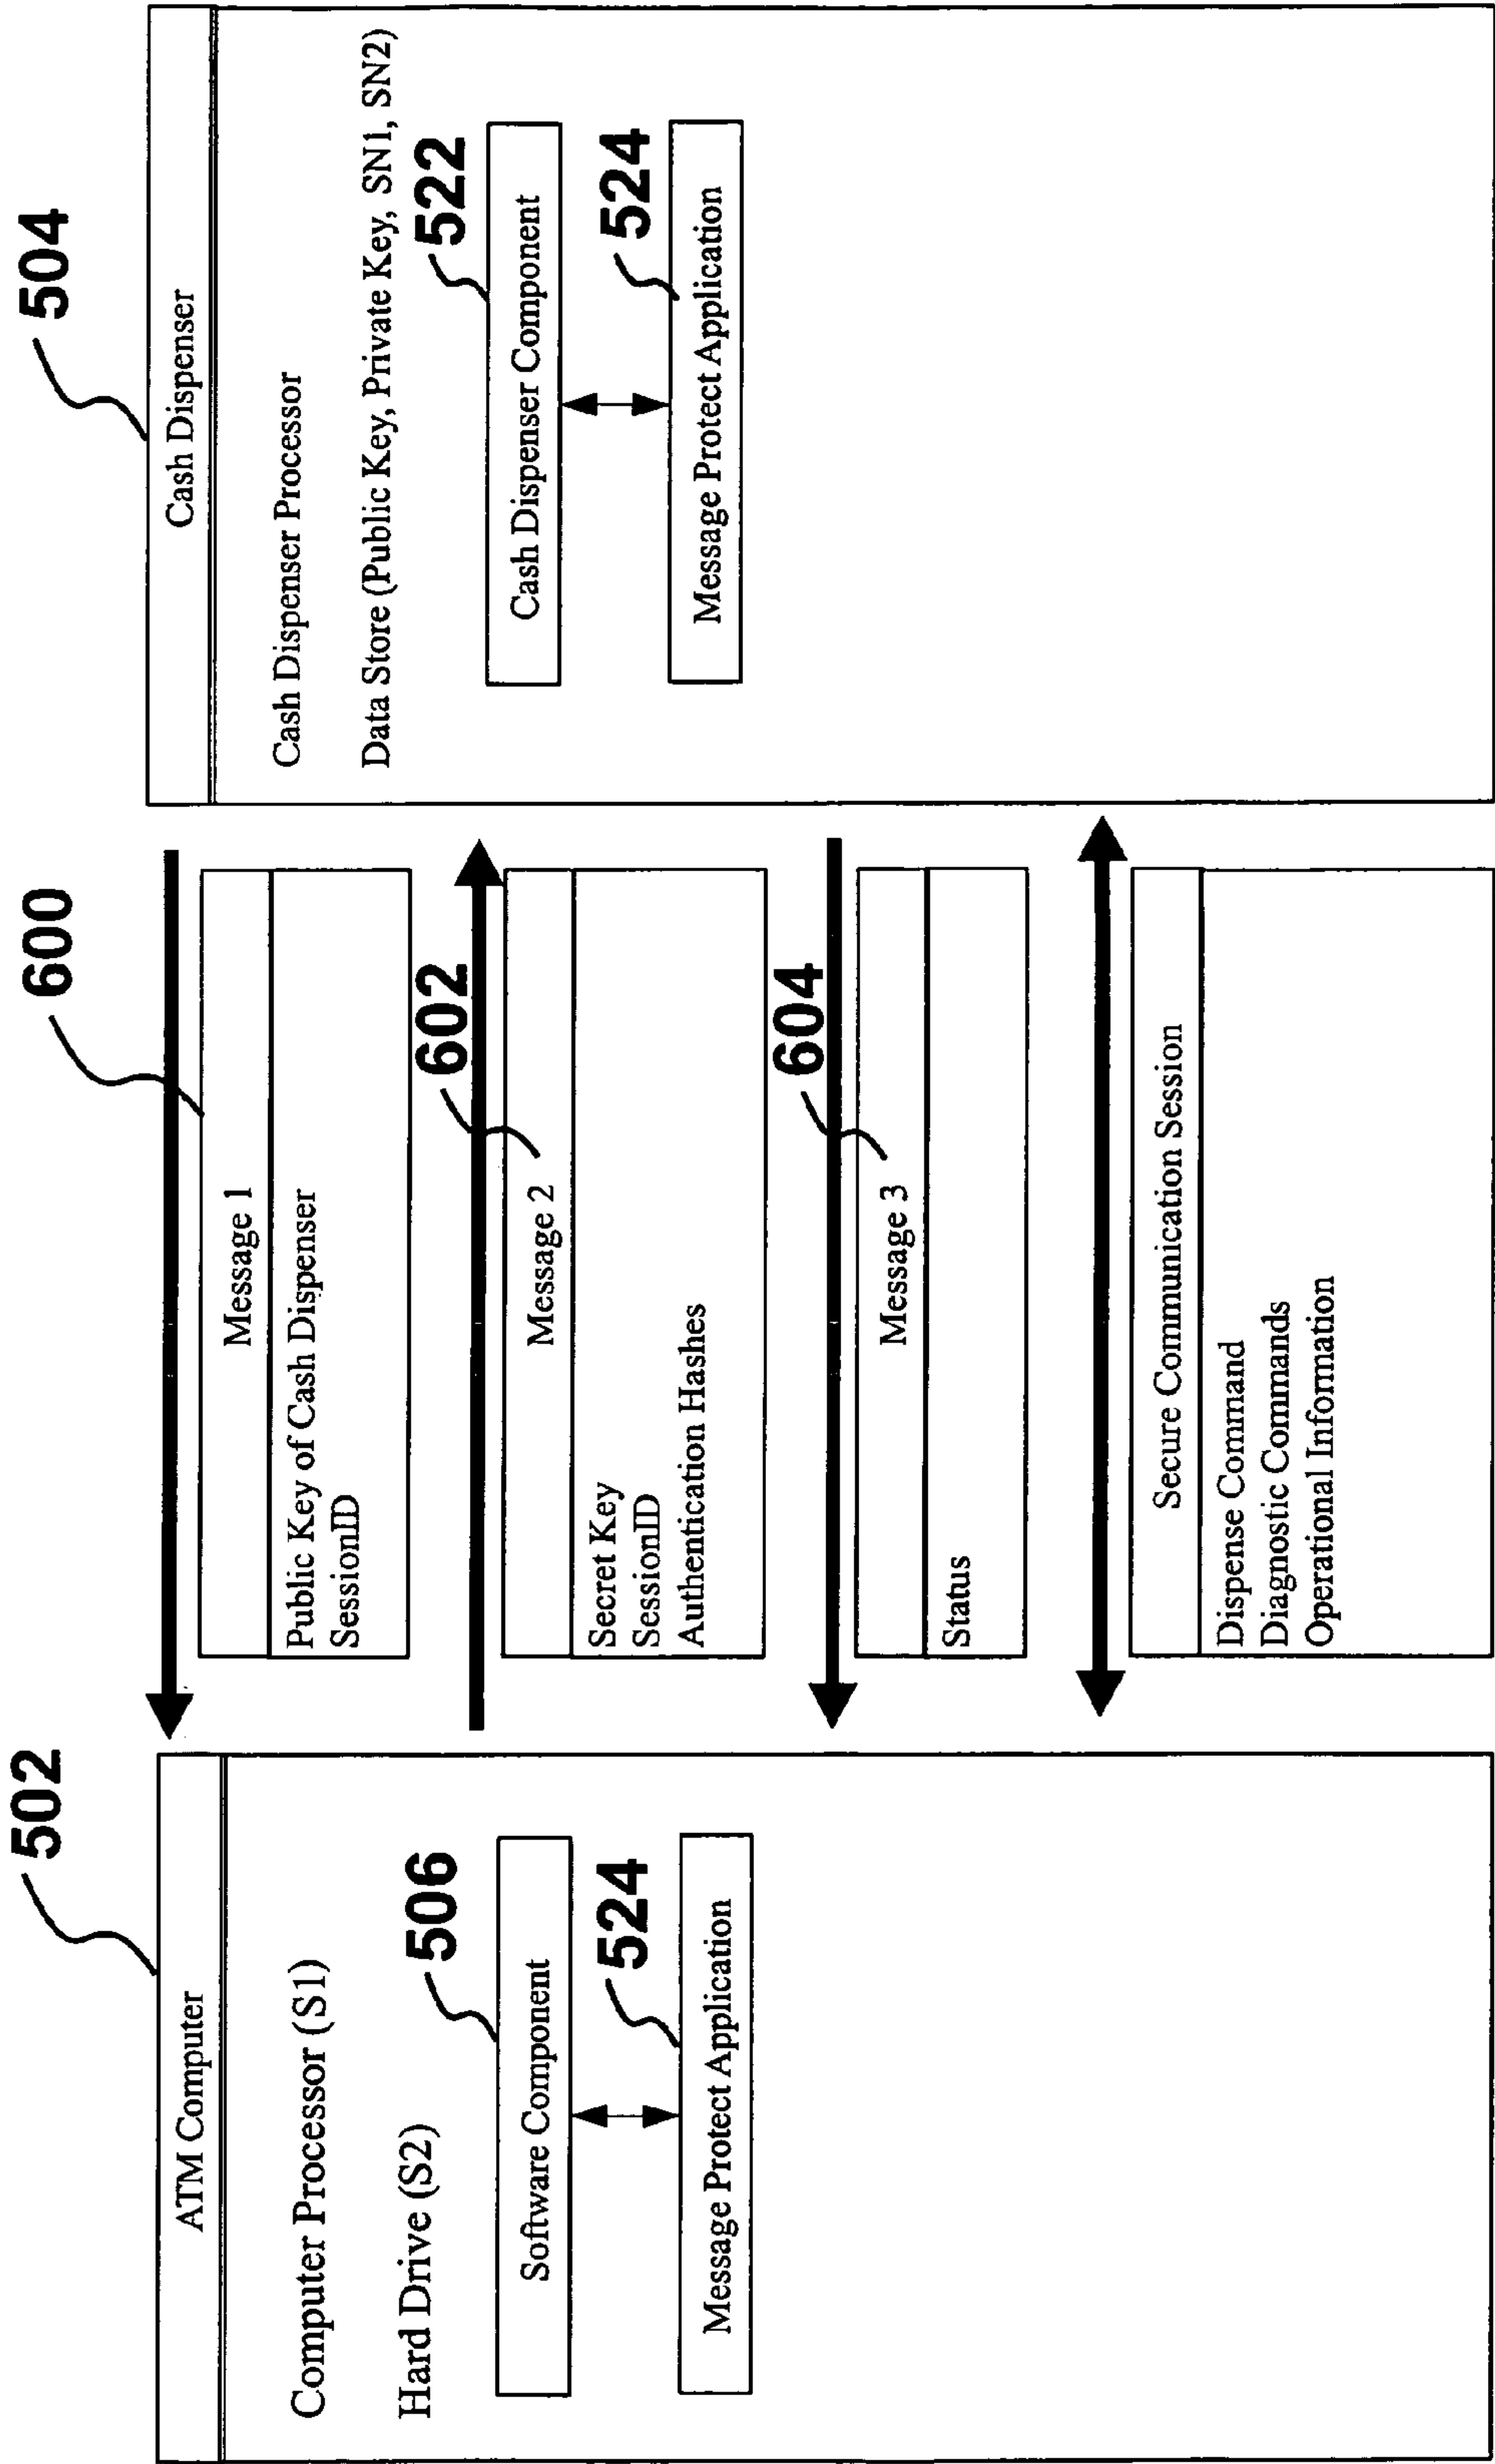 502
ATM Computer
Computer Processor (S1)
Hard Drive (S2)
506
Software Component
524
Message Protect Application
600
Message 1
Public Key of Cash Dispenser
SessionID
602
Message 2
Secret Key
SessionID
Authentication Hashes
604
Message 3
Status
Secure Communication Session
Dispense Command
Diagnostic Commands
Operational Information
504
Cash Dispenser
Cash Dispenser Processor
Data Store (Public Key, Private Key, SN1, SN2)
522
Cash Dispenser Component
524
Message Protect Application